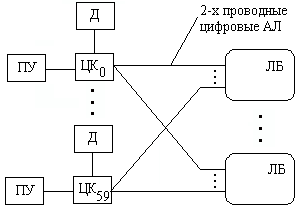 Д
2-х проводные
цифровые АЛ
ПУ
ЦК0
ЛБ
Д
ПУ
ЦК59
ЛБ